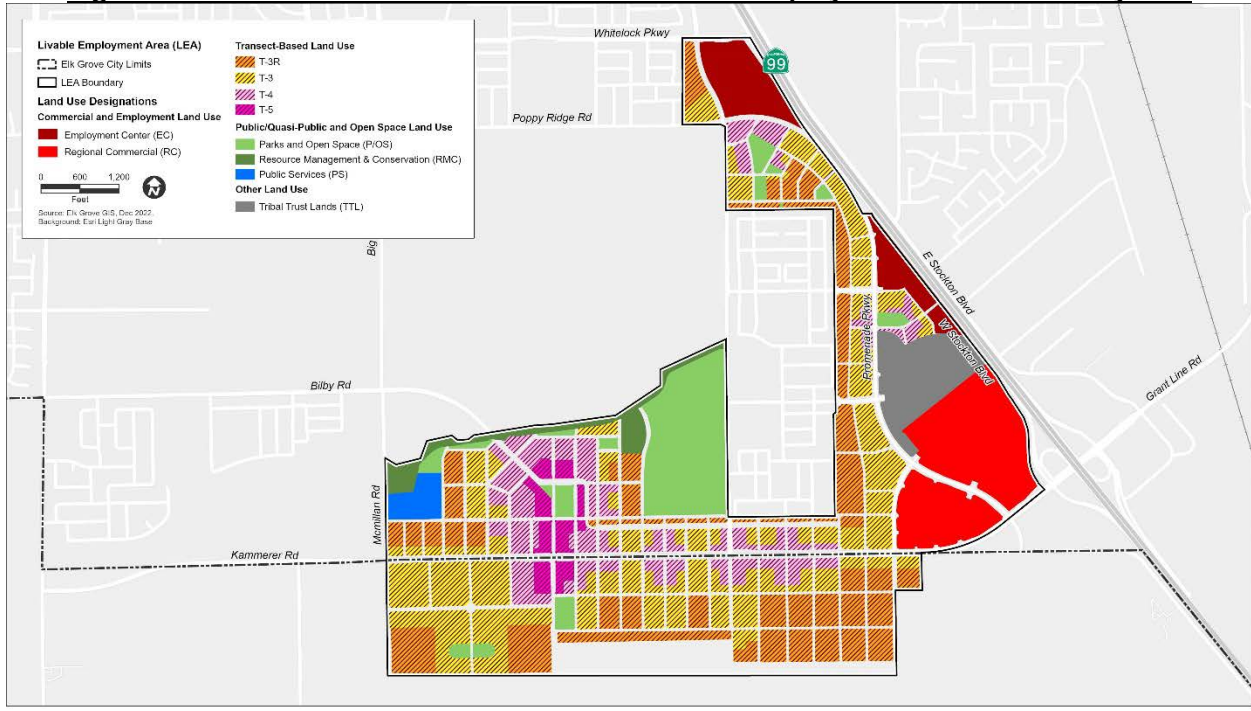 Livable Employment Area (LEA)
Elk Grove City Limits
LEA Boundary
Land Use Designations
Commercial and Employment Land Use
Employment Center (EC)
Regional Commercial (RC)
0 600 1,200
Feet
N
Source: Elk Grove GIS, Dec 2022.
Background: Esri Light Gray Base
Transect-Based Land Use
T-3R
T-3
T-4
T-5
Public/Quasi-Public and Open Space Land Use
Parks and Open Space (P/OS)
Resource Management & Conservation (RMC)
Public Services (PS)
Other Land Use
Tribal Trust Lands (TTL)
Whitelock Pkwy
99
Poppy Ridge Rd
Big
E Stockton Blvd
Promenade Pkwy
W Stockton Blvd
Grant Line Rd
Bilby Rd
Mcmillan Rd
Kammerer Rd